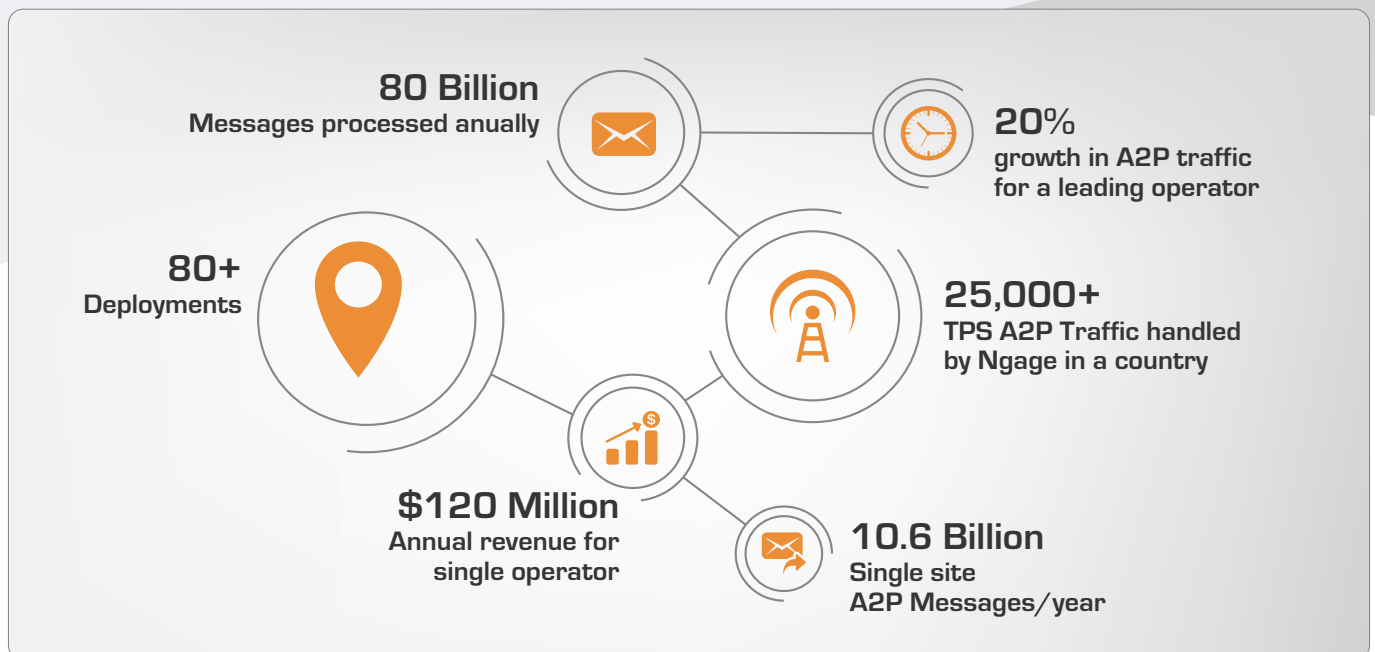 80 Billion
Messages processed anually
20%
growth in A2P traffic
for a leading operator
80+
Deployments
25,000+
TPS A2P Traffic handled
by Ngage in a country
$
$120 Million
Annual revenue for
single operator
10.6 Billion
Single site
A2P Messages/year